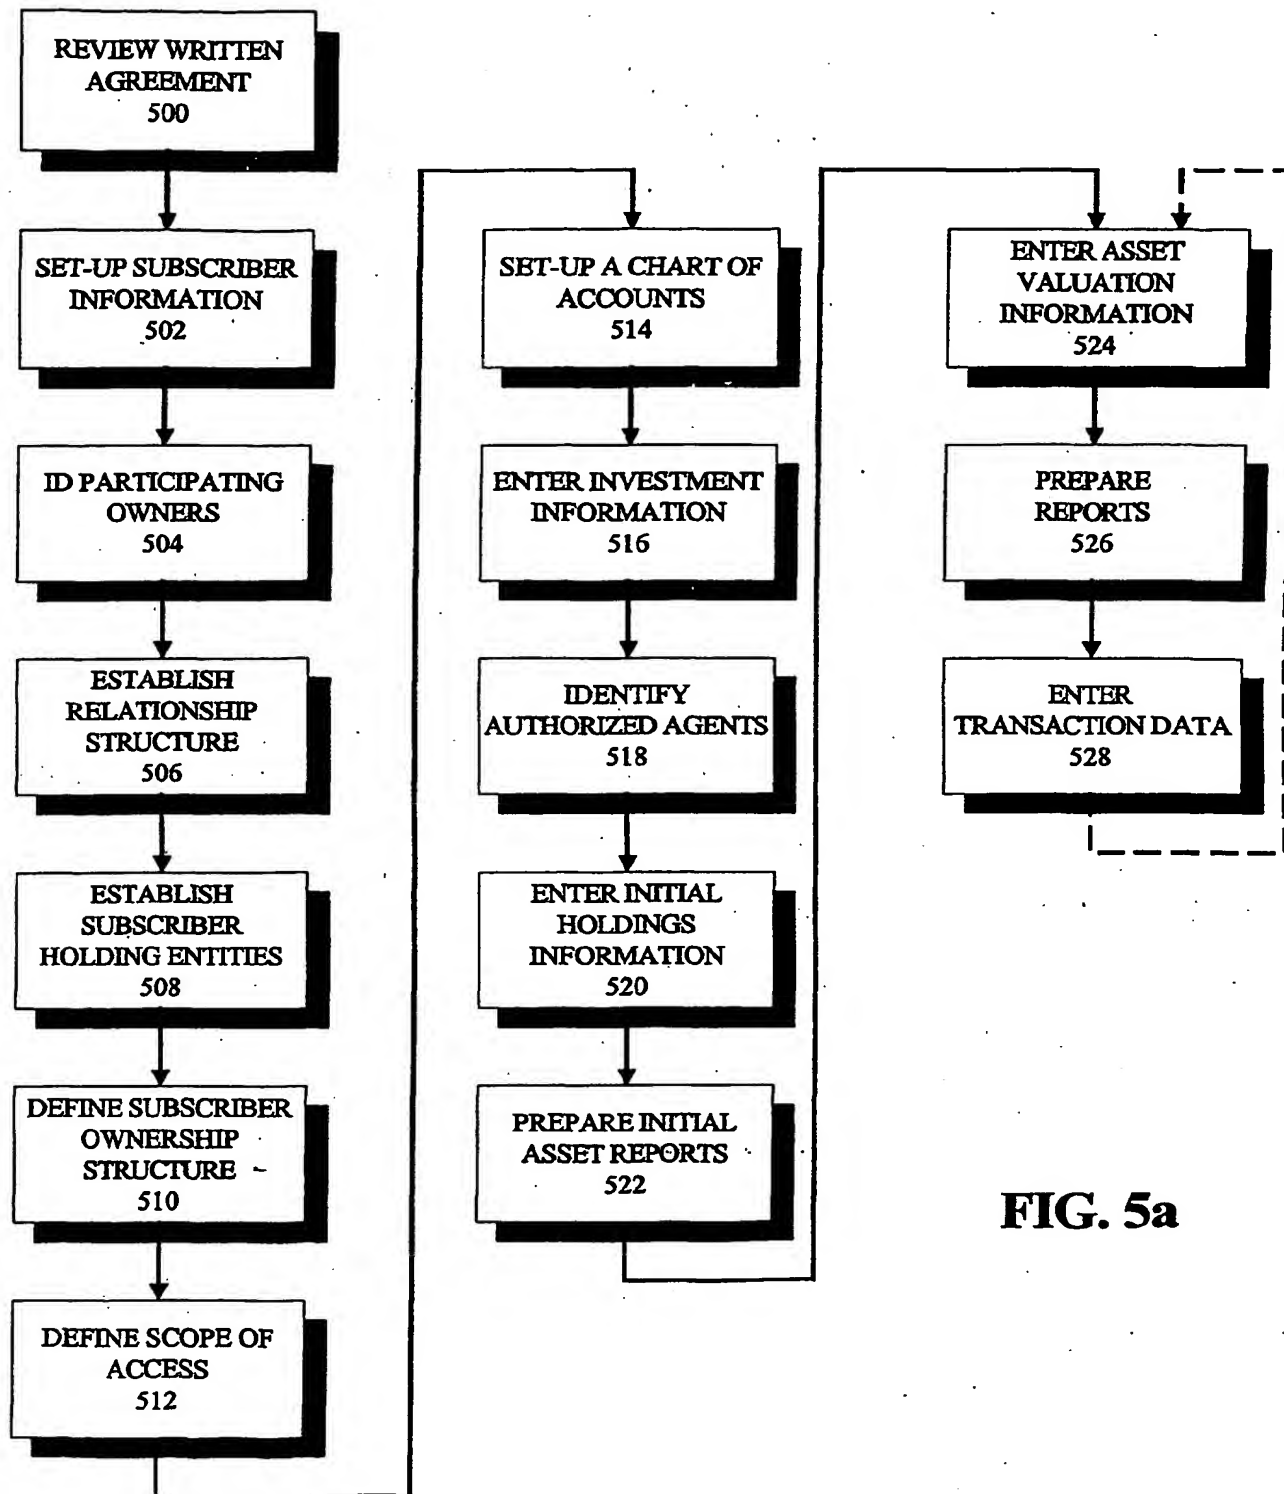 REVIEW WRITTEN
AGREEMENT
500
SET-UP SUBSCRIBER
INFORMATION
502
ID PARTICIPATING
OWNERS
504
ESTABLISH
RELATIONSHIP
STRUCTURE
506
ESTABLISH
SUBSCRIBER
HOLDING ENTITIES
508
DEFINE SUBSCRIBER
OWNERSHIP
STRUCTURE
510
DEFINE SCOPE OF
ACCESS
512
SET-UP A CHART OF
ACCOUNTS
514
ENTER INVESTMENT
INFORMATION
516
IDENTIFY
AUTHORIZED AGENTS
518
ENTER INITIAL
HOLDINGS
INFORMATION
520
PREPARE INITIAL
ASSET REPORTS
522
ENTER ASSET
VALUATION
INFORMATION
524
PREPARE
REPORTS
526
ENTER
TRANSACTION DATA
528
FIG. 5a